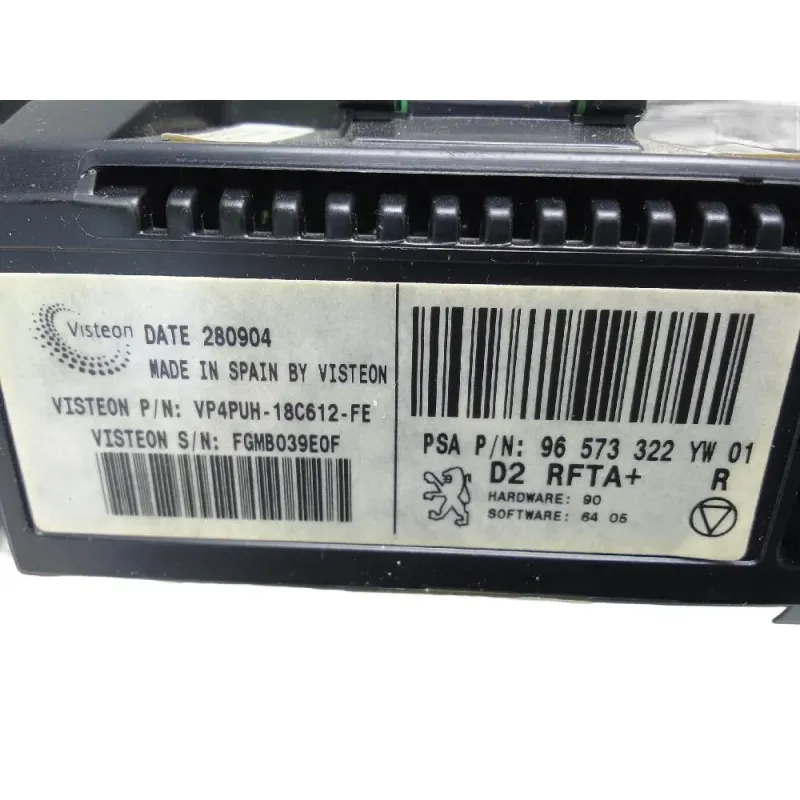 Visteon DATE 280904
MADE IN SPAIN BY VISTEON
VISTEON P/N: VP4PUH-18C612-FE
VISTEON S/N: FGMB039E0F
PSA P/N: 96 573 322 YW 01
D2 RFTA+ R
HARDWARE: 90
SOFTWARE: 64 05